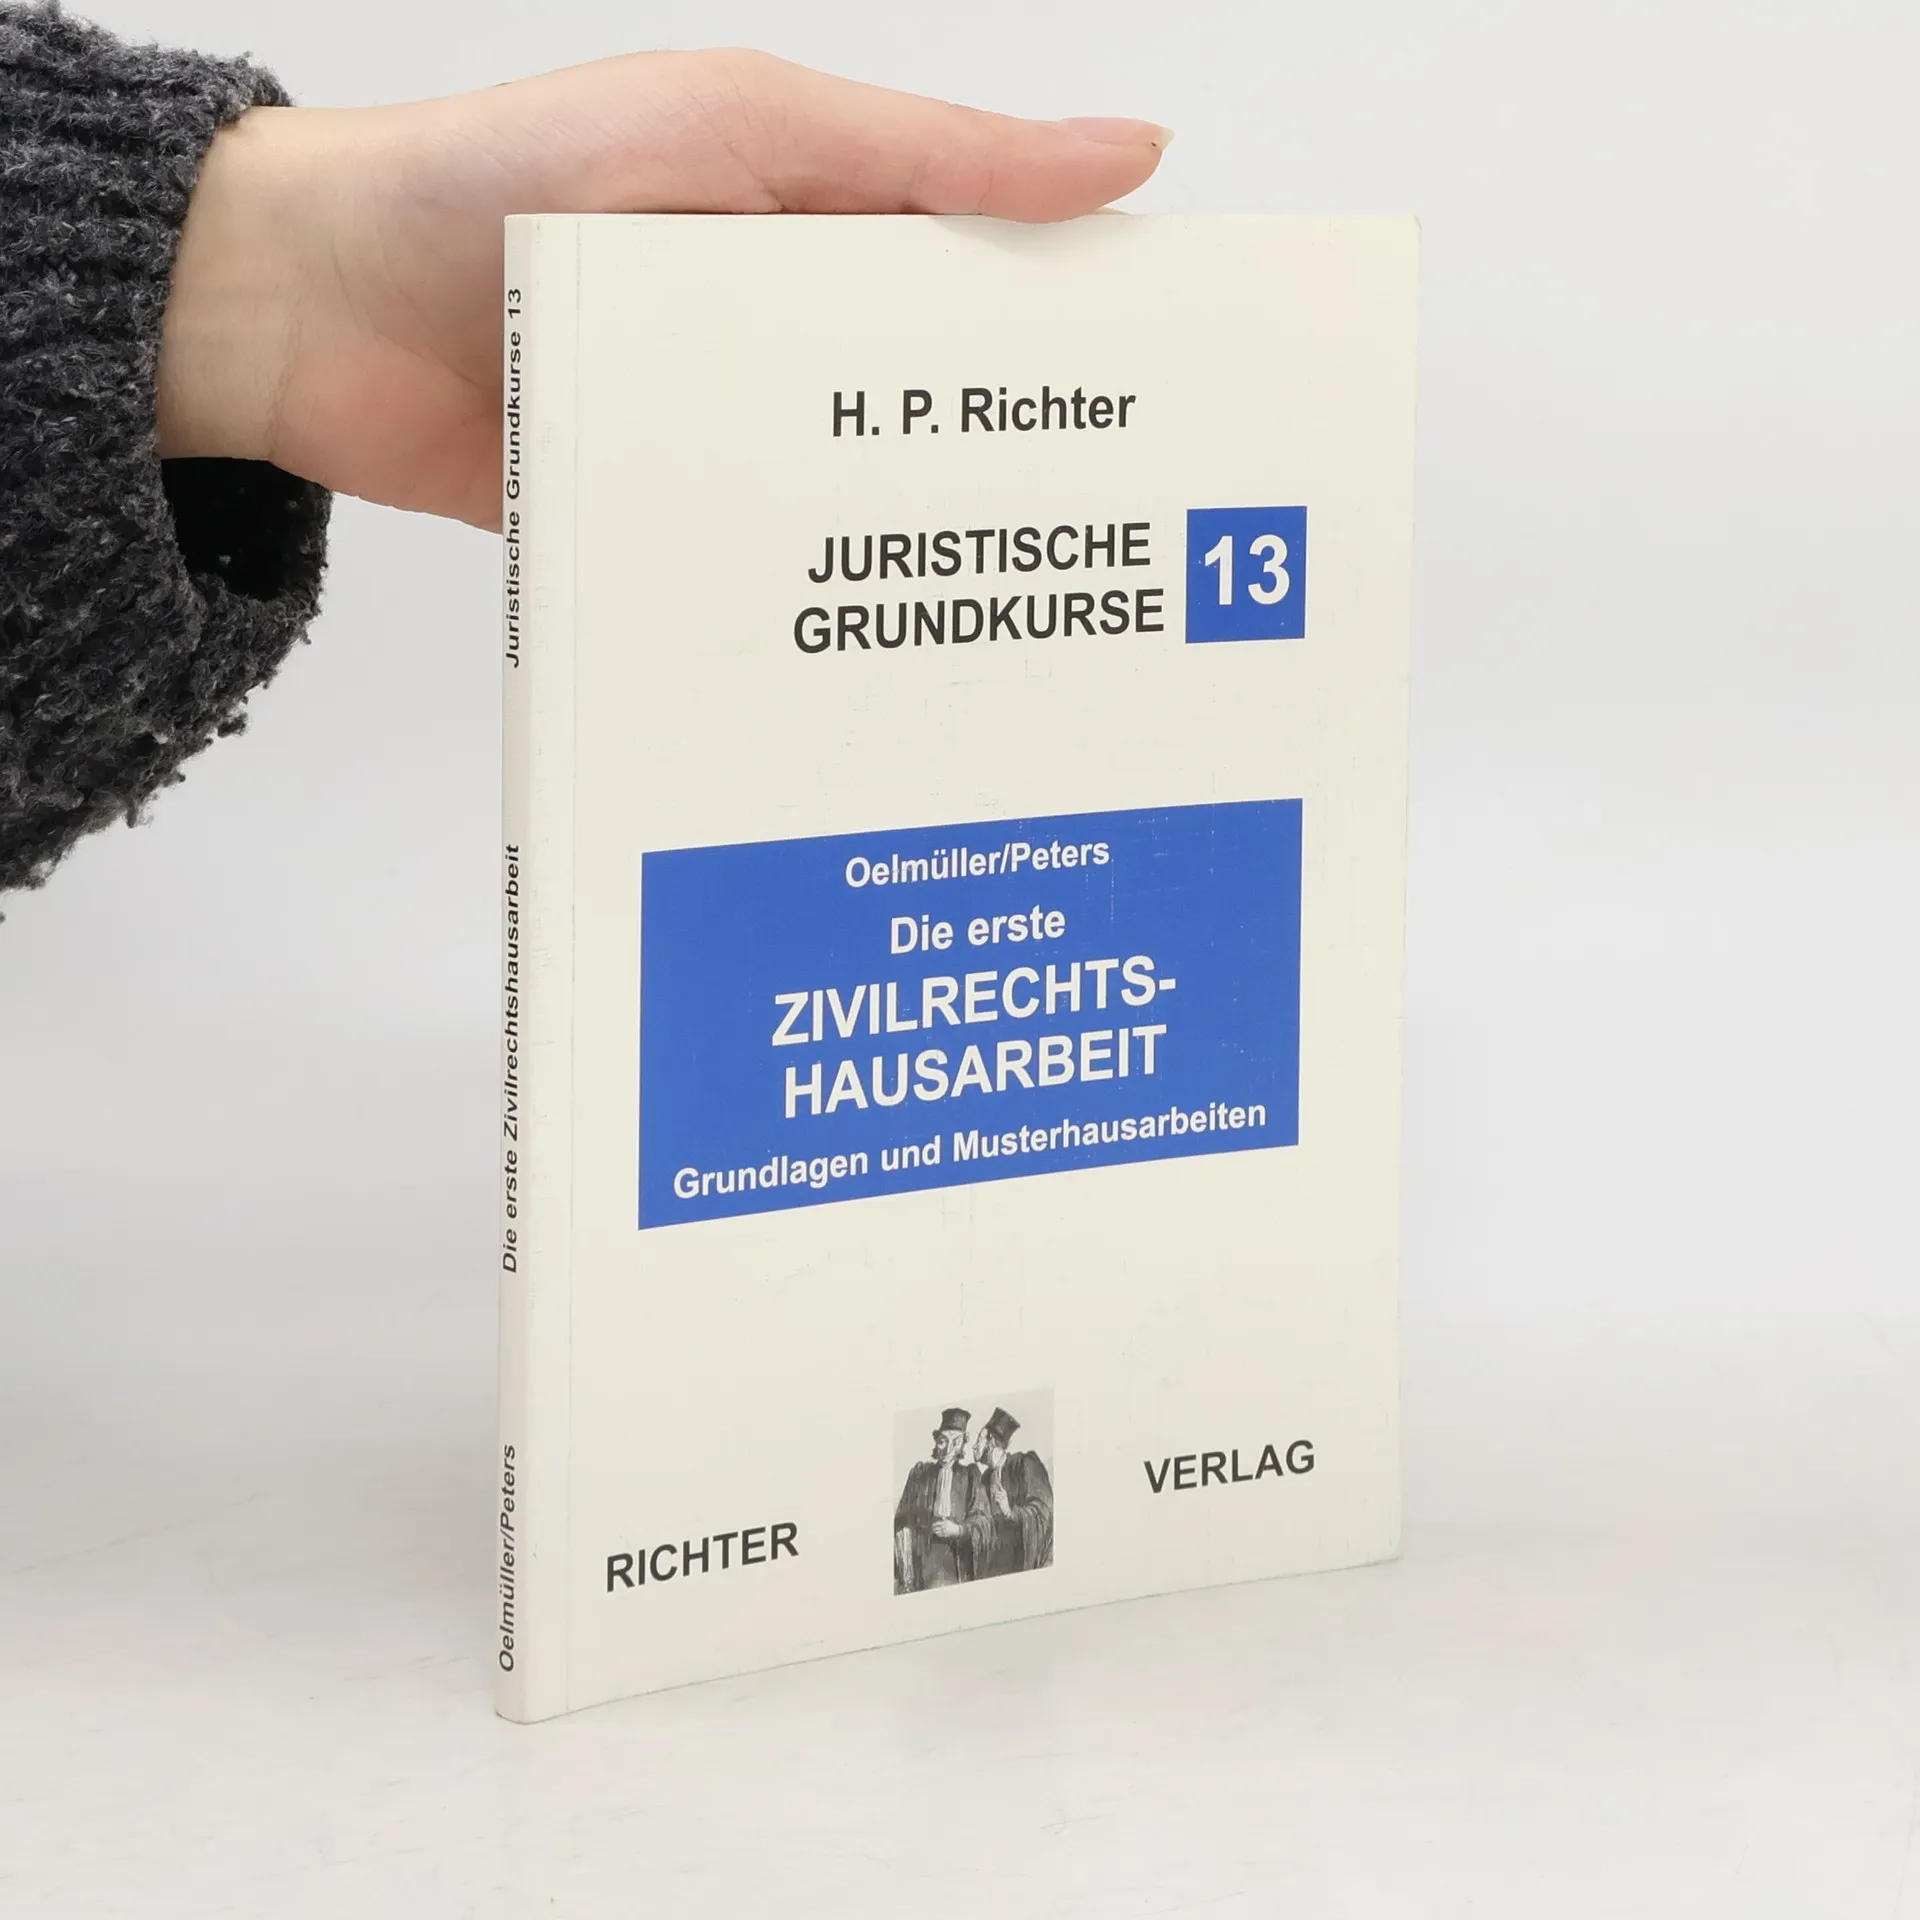 H. P. Richter
JURISTISCHE
GRUNDKURSE
13
Oelmüller/Peters
Die erste
ZIVILRECHTS-
HAUSARBEIT
Grundlagen und Musterhausarbeiten
RICHTER
VERLAG
Oelmüller/Peters
Die erste Zivilrechtshausarbeit
Juristische Grundkurse 13